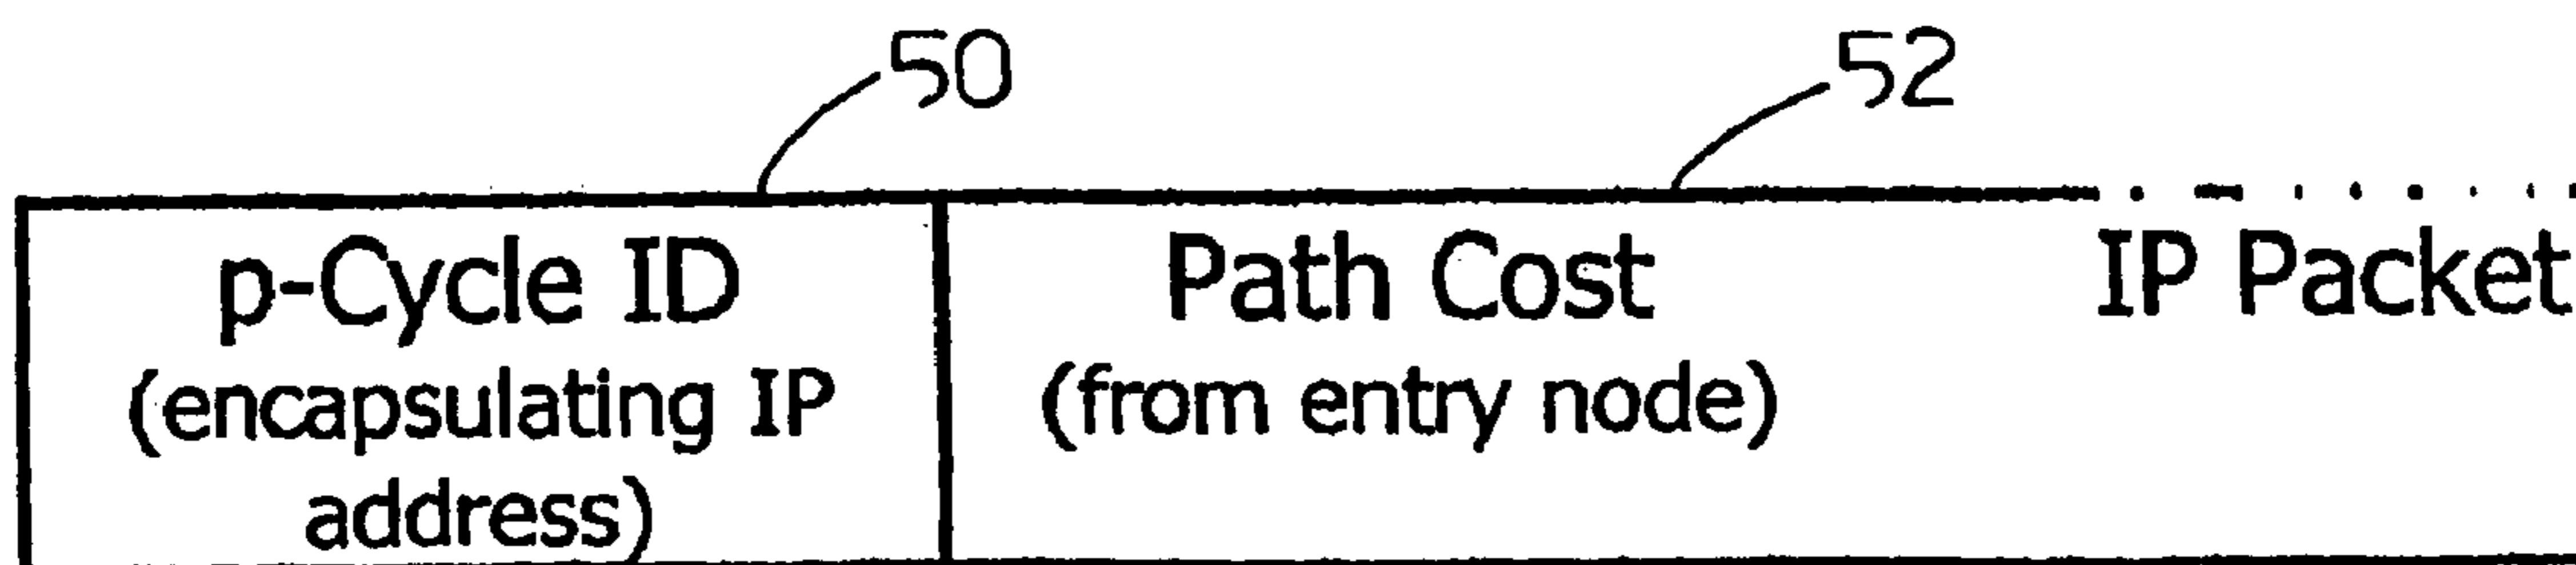 50
52
p-Cycle ID
(encapsulating IP
address)
Path Cost
(from entry node)
IP Packet